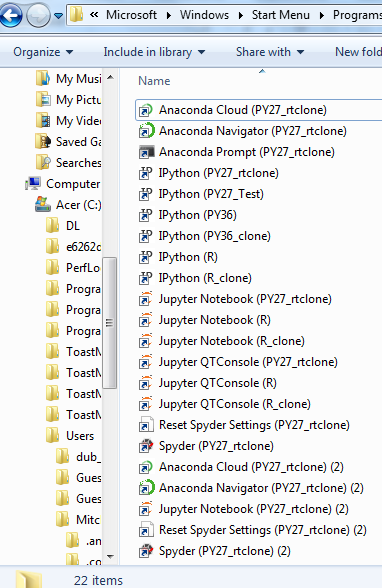 « Microsoft ▸ Windows ▸ Start Menu ▸ Programs
Organize Include in library Share with New fold
Name
My Musi
My Pictu
My Video
Saved Ga
Searches
Computer
Acer (C:)
DL
e6262d
PerfLo
Progra
Progra
Progra
ToastM
ToastM
ToastM
ToastM
Users
dub_
Gues
Gues
Mitc
.an
.co
Anaconda Cloud (PY27_rtclone)
Anaconda Navigator (PY27_rtclone)
Anaconda Prompt (PY27_rtclone)
IPython (PY27_rtclone)
IPython (PY27_Test)
IPython (PY36)
IPython (PY36_clone)
IPython (R)
IPython (R_clone)
Jupyter Notebook (PY27_rtclone)
Jupyter Notebook (R)
Jupyter Notebook (R_clone)
Jupyter QTConsole (PY27_rtclone)
Jupyter QTConsole (R)
Jupyter QTConsole (R_clone)
Reset Spyder Settings (PY27_rtclone)
Spyder (PY27_rtclone)
Anaconda Cloud (PY27_rtclone) (2)
Anaconda Navigator (PY27_rtclone) (2)
Jupyter Notebook (PY27_rtclone) (2)
Reset Spyder Settings (PY27_rtclone) (2)
Spyder (PY27_rtclone) (2)
22 items